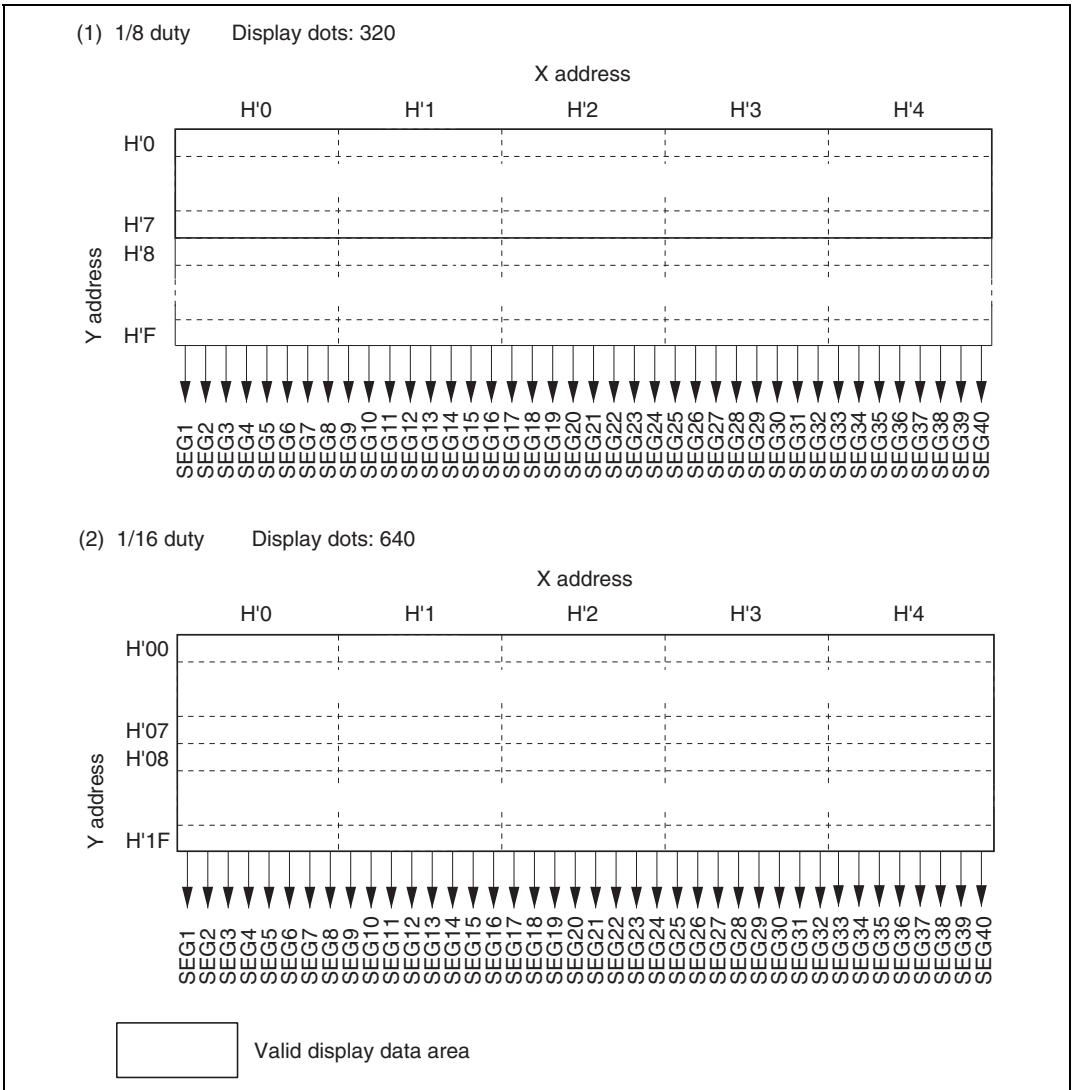 (1) 1/8 duty Display dots: 320
X address
H'0 H'1 H'2 H'3 H'4
H'0
H'7
H'8
H'F
Y address
SEG1 SEG2 SEG3 SEG4 SEG5 SEG6 SEG7 SEG8 SEG9 SEG10 SEG11 SEG12 SEG13 SEG14 SEG15 SEG16 SEG17 SEG18 SEG19 SEG20 SEG21 SEG22 SEG23 SEG24 SEG25 SEG26 SEG27 SEG28 SEG29 SEG30 SEG31 SEG32 SEG33 SEG34 SEG35 SEG36 SEG37 SEG38 SEG39 SEG40
(2) 1/16 duty Display dots: 640
X address
H'0 H'1 H'2 H'3 H'4
H'00
H'07
H'08
H'1F
Y address
SEG1 SEG2 SEG3 SEG4 SEG5 SEG6 SEG7 SEG8 SEG9 SEG10 SEG11 SEG12 SEG13 SEG14 SEG15 SEG16 SEG17 SEG18 SEG19 SEG20 SEG21 SEG22 SEG23 SEG24 SEG25 SEG26 SEG27 SEG28 SEG29 SEG30 SEG31 SEG32 SEG33 SEG34 SEG35 SEG36 SEG37 SEG38 SEG39 SEG40
Valid display data area